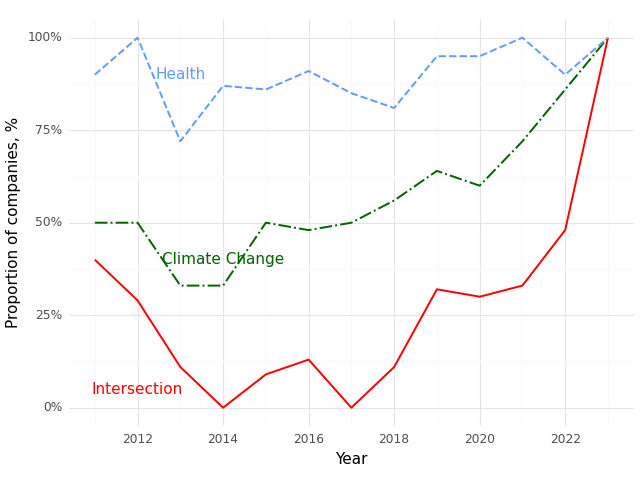 100%
Health
75%
Proportion of companies, %
50%
Climate Change
25%
Intersection
0%
2012 2014 2016 2018 2020 2022
Year